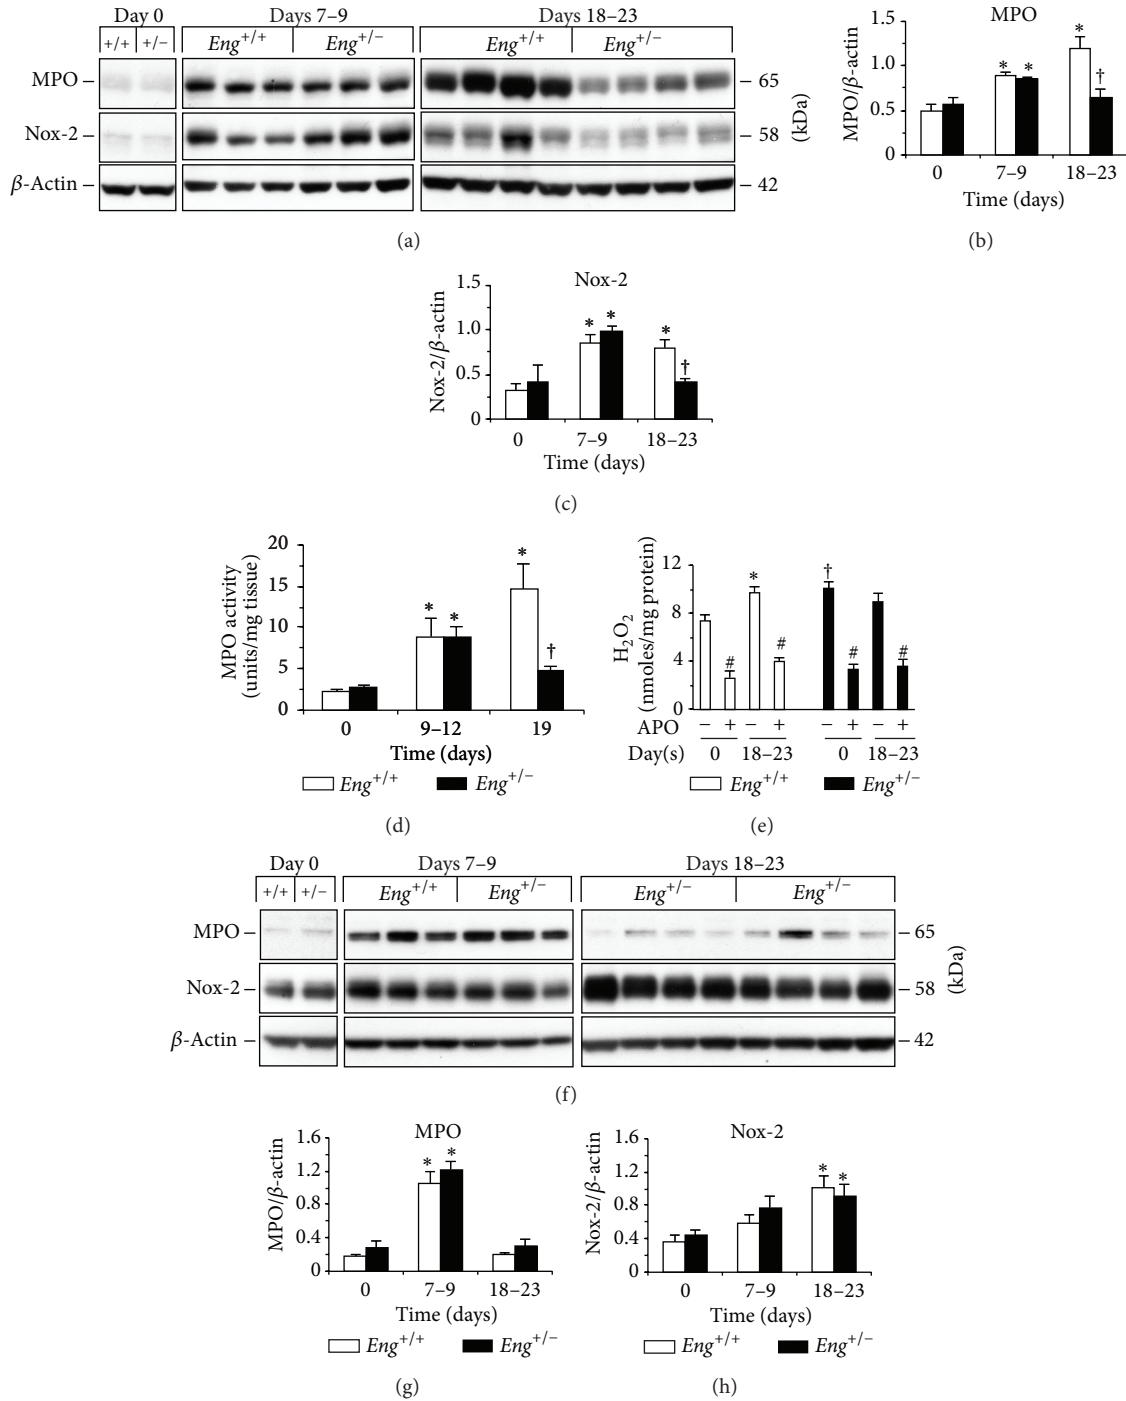 Day 0 Days 7–9 Days 18–23
+/+ +/− Eng+/+ Eng+/− Eng+/+ Eng+/−
MPO 65
Nox-2 58
β-Actin 42
(kDa)
(a)
MPO
MPO/β-actin
1.5
1.0
0.5
0
* * * †
0 7–9 18–23
Time (days)
(b)
Nox-2
Nox-2/β-actin
1.5
1.0
0.5
0
* * * †
0 7–9 18–23
Time (days)
(c)
MPO activity
(units/mg tissue)
20
15
10
5
0
* * * †
0 9–12 19
Time (days)
Eng+/+ Eng+/−
(d)
H2O2
(nmoles/mg protein)
12
8
4
0
# * # † # #
APO − + − + − + − +
Day(s) 0 18–23 0 18–23
Eng+/+ Eng+/−
(e)
Day 0 Days 7–9 Days 18–23
+/+ +/− Eng+/+ Eng+/− Eng+/− Eng+/−
MPO 65
Nox-2 58
β-Actin 42
(kDa)
(f)
MPO
MPO/β-actin
1.6
1.2
0.8
0.4
0
* *
0 7–9 18–23
Time (days)
Eng+/+ Eng+/−
(g)
Nox-2
Nox-2/β-actin
1.6
1.2
0.8
0.4
0
* *
0 7–9 18–23
Time (days)
Eng+/+ Eng+/−
(h)